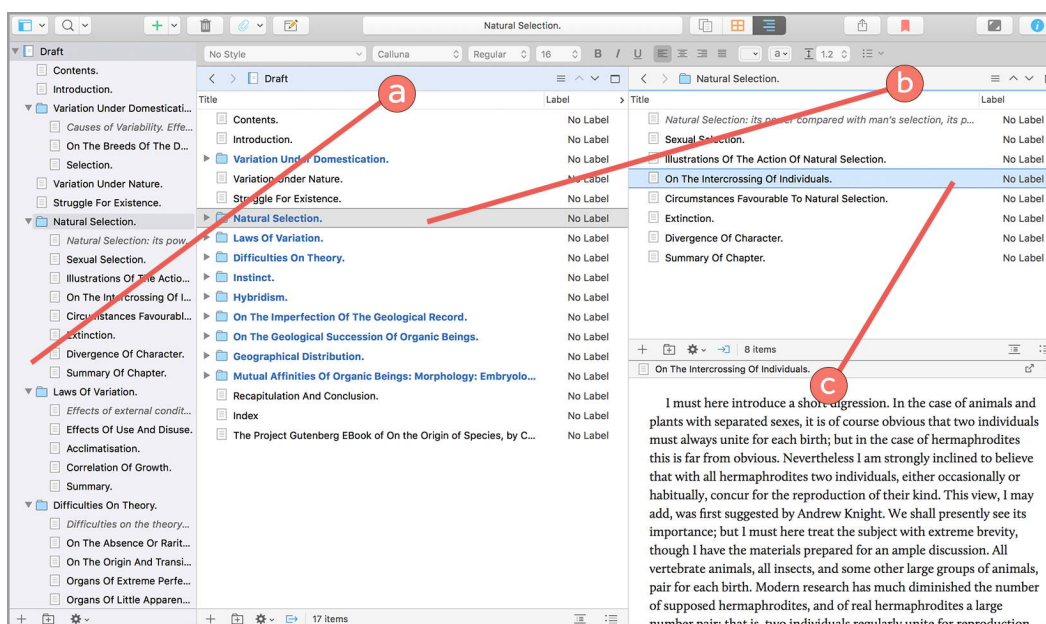 Natural Selection.
No Style
Calluna
Regular
16
B I U
a
1.2
Draft
Contents.
Introduction.
Variation Under Domesticati...
Causes of Variability. Effe...
On The Breeds Of The D...
Selection.
Variation Under Nature.
Struggle For Existence.
Natural Selection.
Natural Selection: its pow...
Sexual Selection.
Illustrations Of The Actio...
On The Intercrossing Of I...
Circumstances Favourabl...
Extinction.
Divergence Of Character.
Summary Of Chapter.
Laws Of Variation.
Effects of external condit...
Effects Of Use And Disuse.
Acclimatisation.
Correlation Of Growth.
Summary.
Difficulties On Theory.
Difficulties on the theory...
On The Absence Or Rarit...
On The Origin And Transi...
Organs Of Extreme Perfe...
Organs Of Little Apparen...
Draft
Title Label
Contents. No Label
Introduction. No Label
Variation Under Domestication. No Label
Variation Under Nature. No Label
Struggle For Existence. No Label
Natural Selection. No Label
Laws Of Variation. No Label
Difficulties On Theory. No Label
Instinct. No Label
Hybridism. No Label
On The Imperfection Of The Geological Record. No Label
On The Geological Succession Of Organic Beings. No Label
Geographical Distribution. No Label
Mutual Affinities Of Organic Beings: Morphology: Embryolo... No Label
Recapitulation And Conclusion. No Label
Index No Label
The Project Gutenberg EBook of On the Origin of Species, by C... No Label
17 items
a
b
c
Natural Selection.
Title Label
Natural Selection: its power compared with man's selection, its p... No Label
Sexual Selection. No Label
Illustrations Of The Action Of Natural Selection. No Label
On The Intercrossing Of Individuals. No Label
Circumstances Favourable To Natural Selection. No Label
Extinction. No Label
Divergence Of Character. No Label
Summary Of Chapter. No Label
8 items
On The Intercrossing Of Individuals.
I must here introduce a short digression. In the case of animals and
plants with separated sexes, it is of course obvious that two individuals
must always unite for each birth; but in the case of hermaphrodites
this is far from obvious. Nevertheless I am strongly inclined to believe
that with all hermaphrodites two individuals, either occasionally or
habitually, concur for the reproduction of their kind. This view, I may
add, was first suggested by Andrew Knight. We shall presently see its
importance; but I must here treat the subject with extreme brevity,
though I have the materials prepared for an ample discussion. All
vertebrate animals, all insects, and some other large groups of animals,
pair for each birth. Modern research has much diminished the number
of supposed hermaphrodites, and of real hermaphrodites a large
number pair; that is, two individuals regularly unite for reproduction